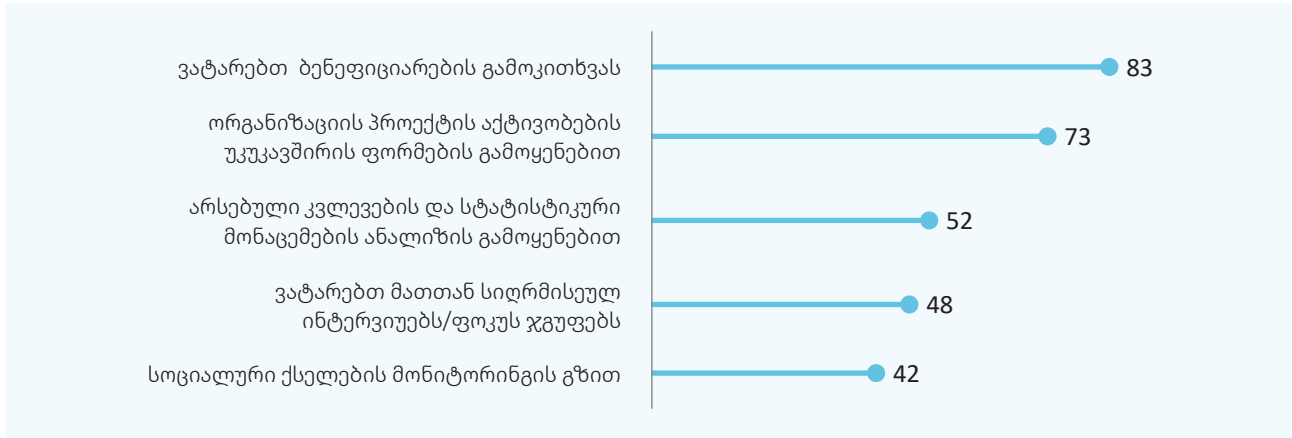 ვატარებთ ბენეფიციარების გამოკითხვას
83
ორგანიზაციის პროექტის აქტივობების
უკუკავშირის ფორმების გამოყენებით
73
არსებული კვლევების და სტატისტიკური
მონაცემების ანალიზის გამოყენებით
52
ვატარებთ მათთან სიღრმისეულ
ინტერვიუებს/ფოკუს ჯგუფებს
48
სოციალური ქსელების მონიტორინგის გზით
42